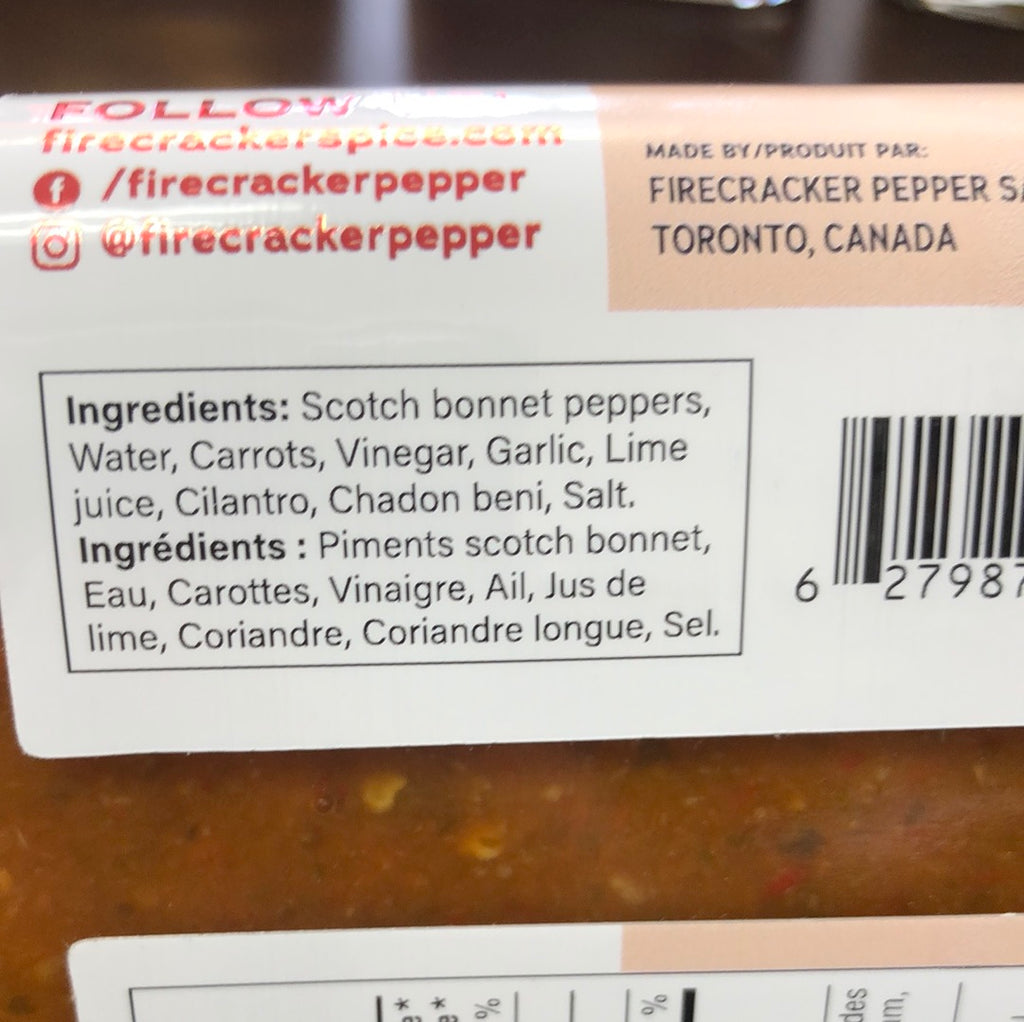 FOLLOW
firecrackerspice.com
/firecrackerpepper
@firecrackerpepper
MADE BY/PRODUIT PAR:
FIRECRACKER PEPPER
TORONTO, CANADA
Ingredients: Scotch bonnet peppers,
Water, Carrots, Vinegar, Garlic, Lime
juice, Cilantro, Chadon beni, Salt.
Ingrédients : Piments scotch bonnet,
Eau, Carottes, Vinaigre, Ail, Jus de
lime, Coriandre, Coriandre longue, Sel.
6 27987
% %